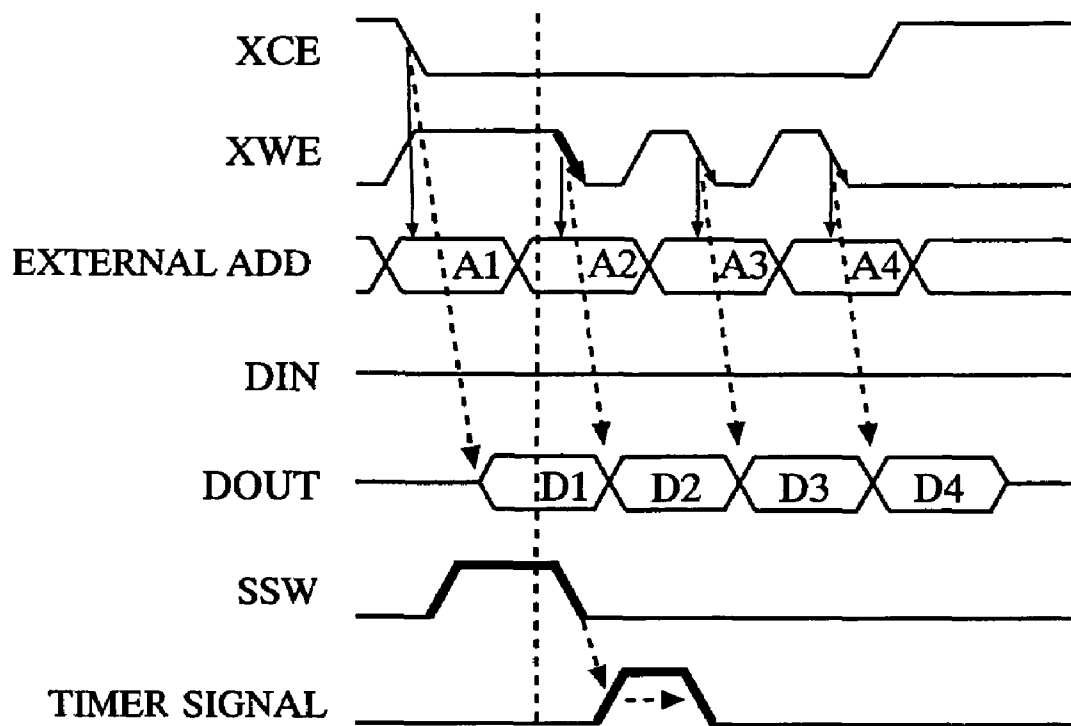 XCE
XWE
EXTERNAL ADD A1 A2 A3 A4
DIN
DOUT D1 D2 D3 D4
SSW
TIMER SIGNAL